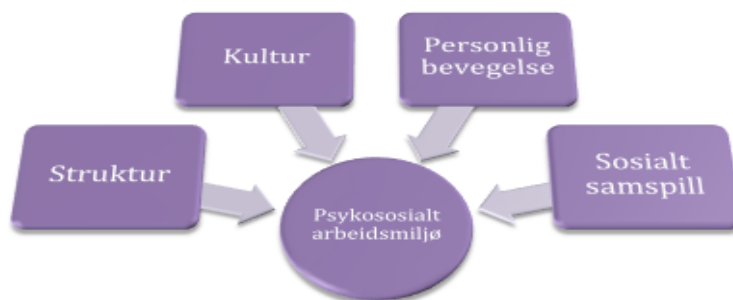 Kultur
Personlig
bevegelse
Struktur
Sosialt
samspill
Psykososialt
arbeidsmiljø